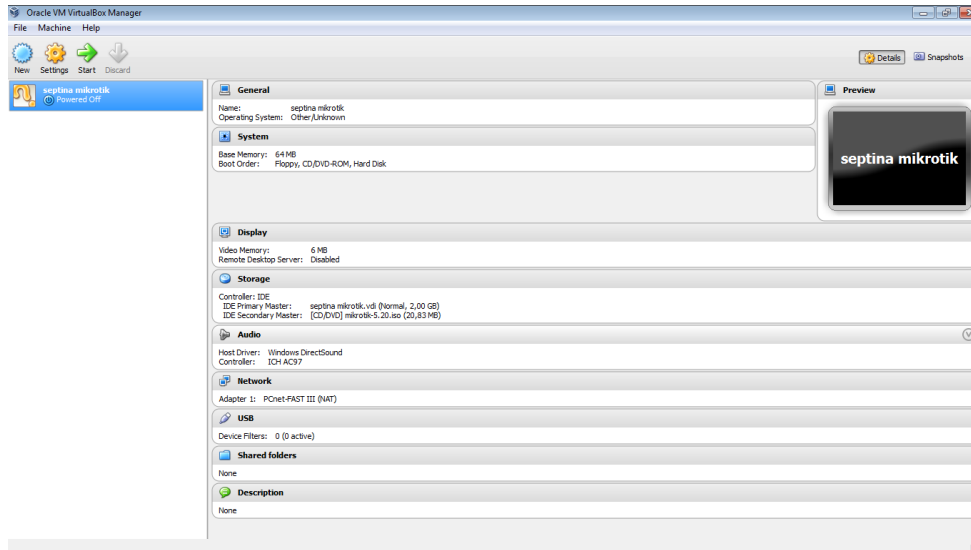 Oracle VM VirtualBox Manager
File Machine Help
New Settings Start Discard
Details Snapshots
septina mikrotik
Powered Off
General
Name: septina mikrotik
Operating System: Other/Unknown
System
Base Memory: 64 MB
Boot Order: Floppy, CD/DVD-ROM, Hard Disk
Preview
septina mikrotik
Display
Video Memory: 6 MB
Remote Desktop Server: Disabled
Storage
Controller: IDE
IDE Primary Master: septina mikrotik.vdi (Normal, 2,00 GB)
IDE Secondary Master: [CD/DVD] mikrotik-5.20.iso (20,83 MB)
Audio
Host Driver: Windows DirectSound
Controller: ICH AC97
Network
Adapter 1: PCnet-FAST III (NAT)
USB
Device Filters: 0 (0 active)
Shared folders
None
Description
None